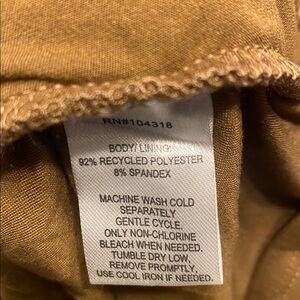 RN#104318
BODY/ LINING:
92% RECYCLED POLYESTER
8% SPANDEX
MACHINE WASH COLD
SEPARATELY
GENTLE CYCLE.
ONLY NON-CHLORINE
BLEACH WHEN NEEDED.
TUMBLE DRY LOW,
REMOVE PROMPTLY.
USE COOL IRON IF NEEDED.